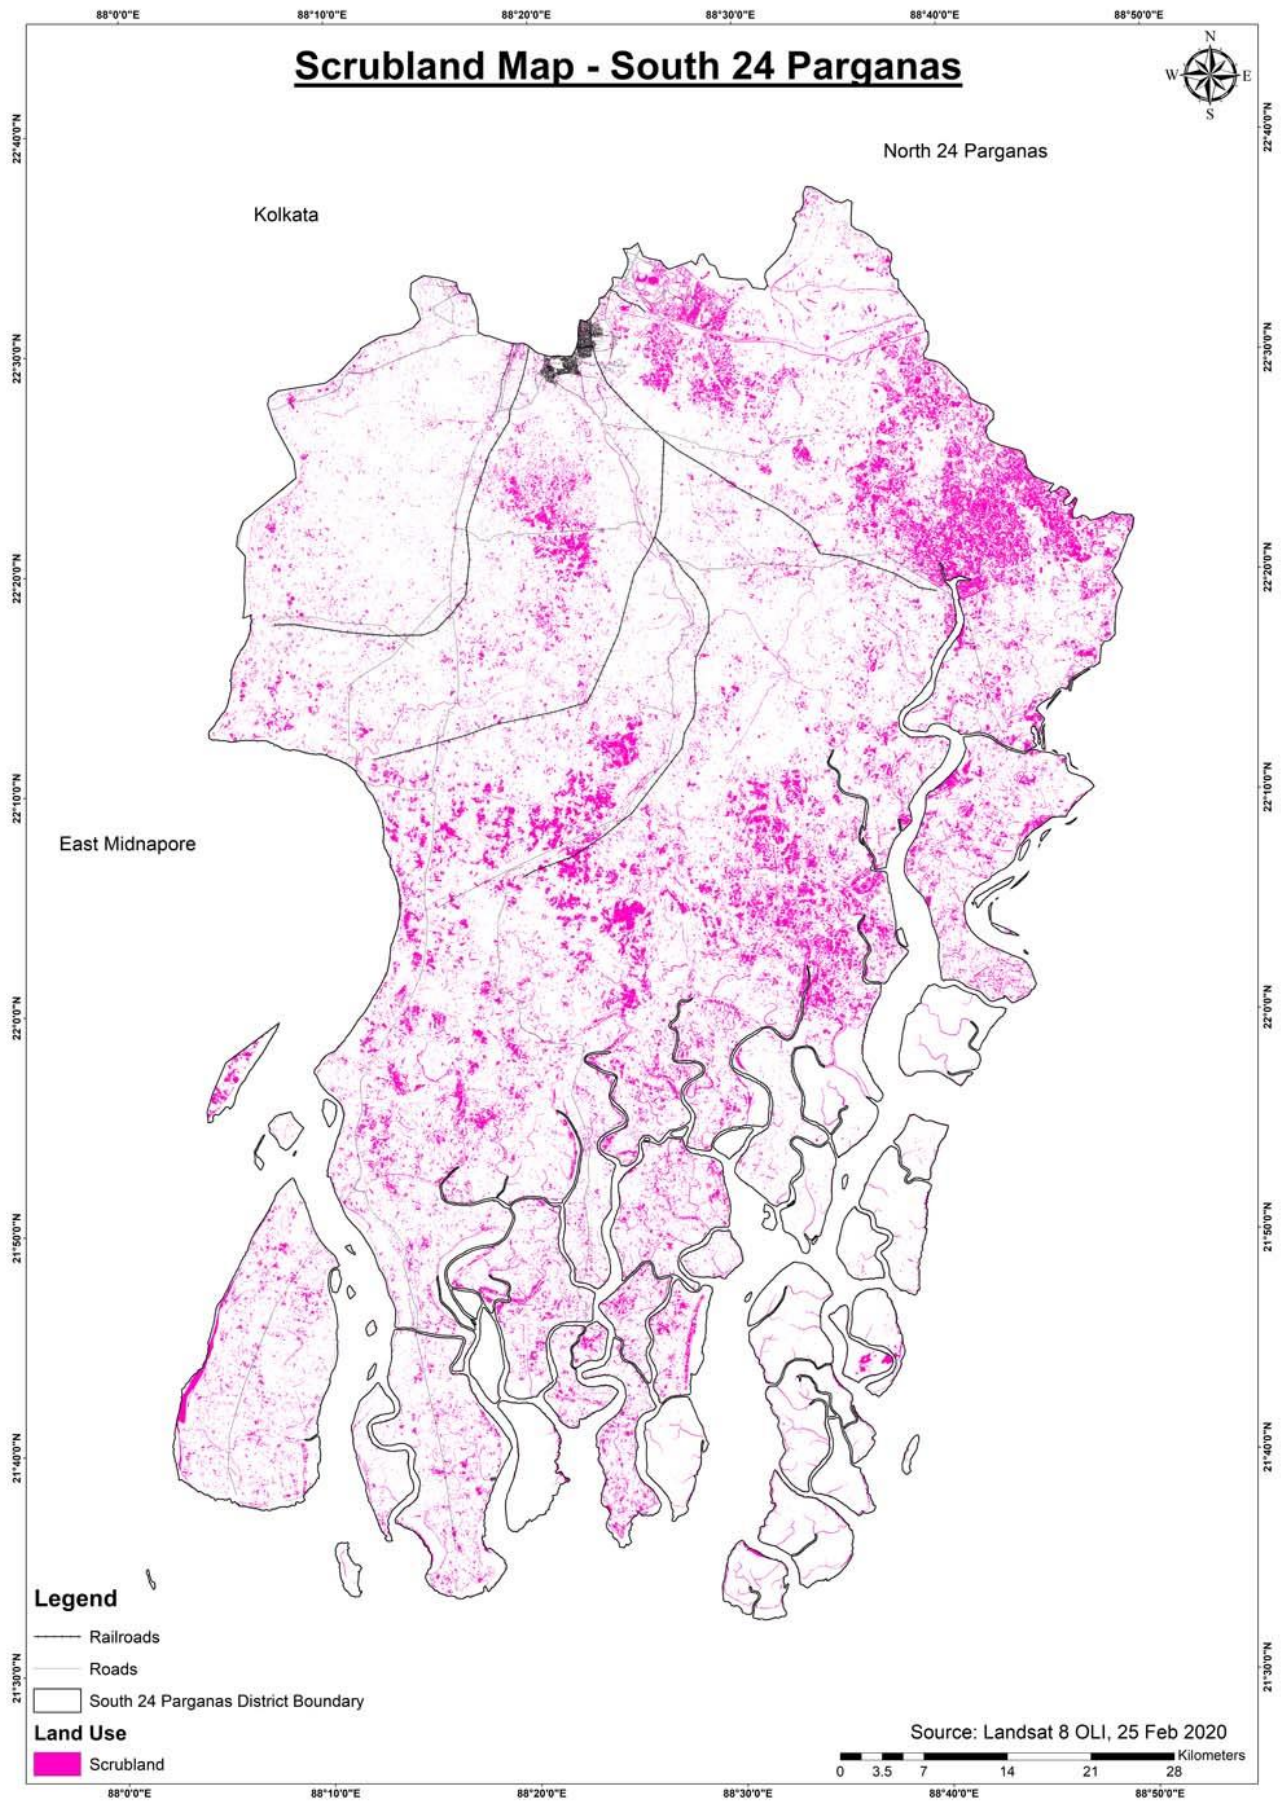 88°0'0"E 88°10'0"E 88°20'0"E 88°30'0"E 88°40'0"E 88°50'0"E
Scrubland Map - South 24 Parganas
N
W E
S
22°40'0"N 22°40'0"N
North 24 Parganas
Kolkata
22°30'0"N 22°30'0"N
22°20'0"N 22°20'0"N
22°10'0"N 22°10'0"N
East Midnapore
22°0'0"N 22°0'0"N
21°50'0"N 21°50'0"N
21°40'0"N 21°40'0"N
21°30'0"N 21°30'0"N
Legend
Railroads
Roads
South 24 Parganas District Boundary
Land Use
Scrubland
Source: Landsat 8 OLI, 25 Feb 2020
Kilometers
0 3.5 7 14 21 28
88°0'0"E 88°10'0"E 88°20'0"E 88°30'0"E 88°40'0"E 88°50'0"E